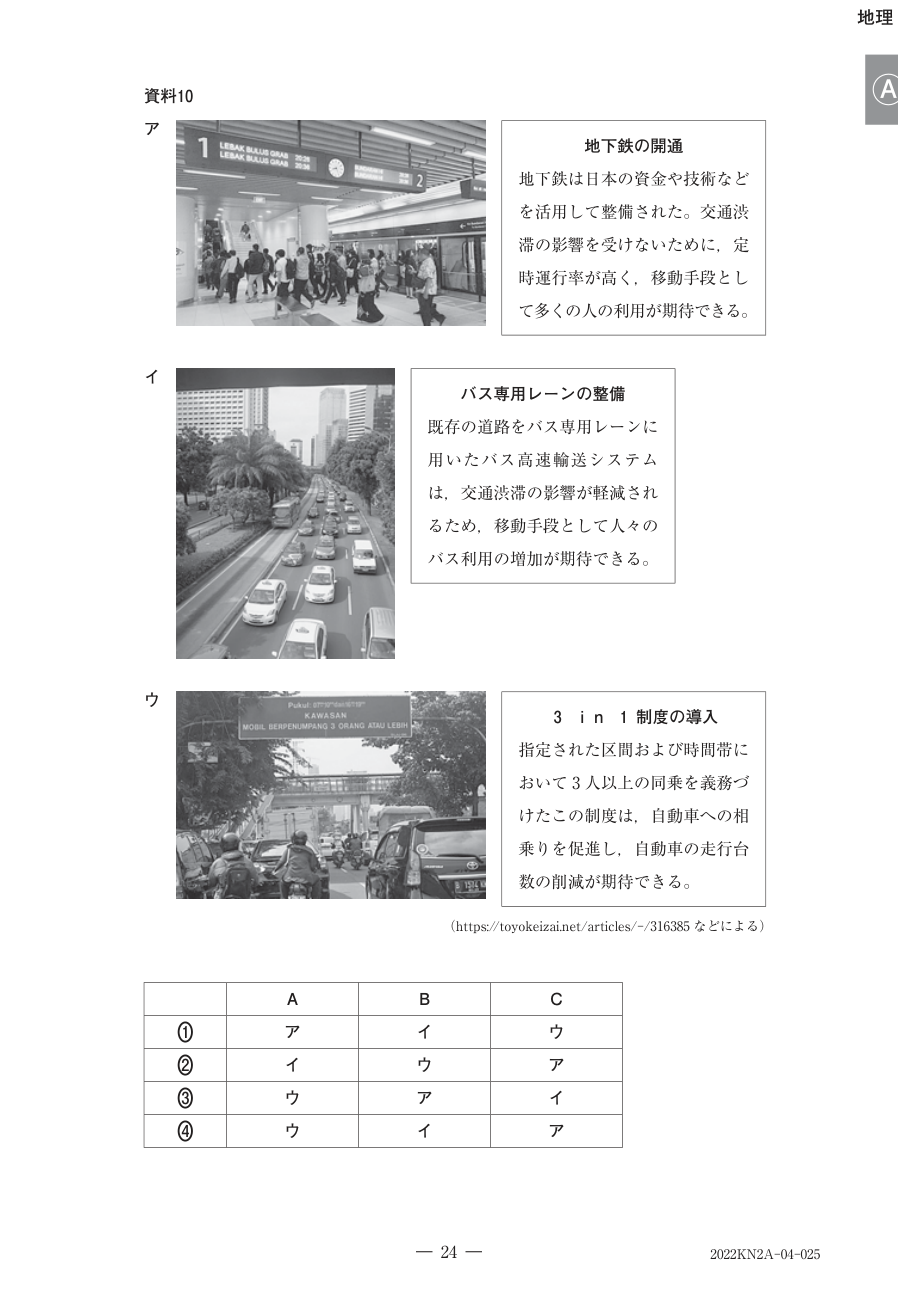 地理
Ⓐ
資料10
ア
1
LEBAK BULUS GRAB 20:28
LEBAK BULUS GRAB 20:36
2
地下鉄の開通
地下鉄は日本の資金や技術など
を活用して整備された。交通渋
滞の影響を受けないために，定
時運行率が高く，移動手段とし
て多くの人の利用が期待できる。
イ
バス専用レーンの整備
既存の道路をバス専用レーンに
用いたバス高速輸送システム
は，交通渋滞の影響が軽減され
るため，移動手段として人々の
バス利用の増加が期待できる。
ウ
Pukul:
KAWASAN
MOBIL BERPENUMPANG 3 ORANG ATAU LEBIH
B 1574
3 in 1 制度の導入
指定された区間および時間帯に
おいて3人以上の同乗を義務づ
けたこの制度は，自動車への相
乗りを促進し，自動車の走行台
数の削減が期待できる。
（https://toyokeizai.net/articles/-/316385 などによる）
A B C
① ア イ ウ
② イ ウ ア
③ ウ ア イ
④ ウ イ ア
― 24 ―
2022KN2A-04-025